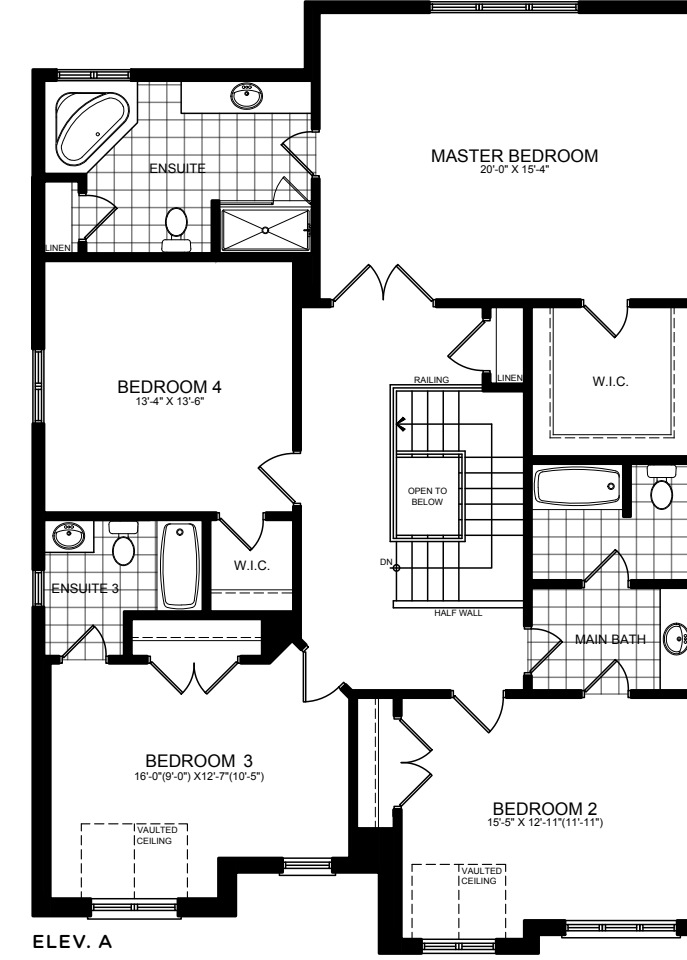 MASTER BEDROOM
20'-0" X 15'-4"
ENSUITE
LINEN
BEDROOM 4
13'-4" X 13'-6"
RAILING
LINEN
W.I.C.
OPEN TO
BELOW
DN
HALF WALL
W.I.C.
ENSUITE 3
MAIN BATH
BEDROOM 3
16'-0"(9'-0") X12'-7"(10'-5")
VAULTED
CEILING
BEDROOM 2
15'-5" X 12'-11"(11'-11")
VAULTED
CEILING
ELEV. A